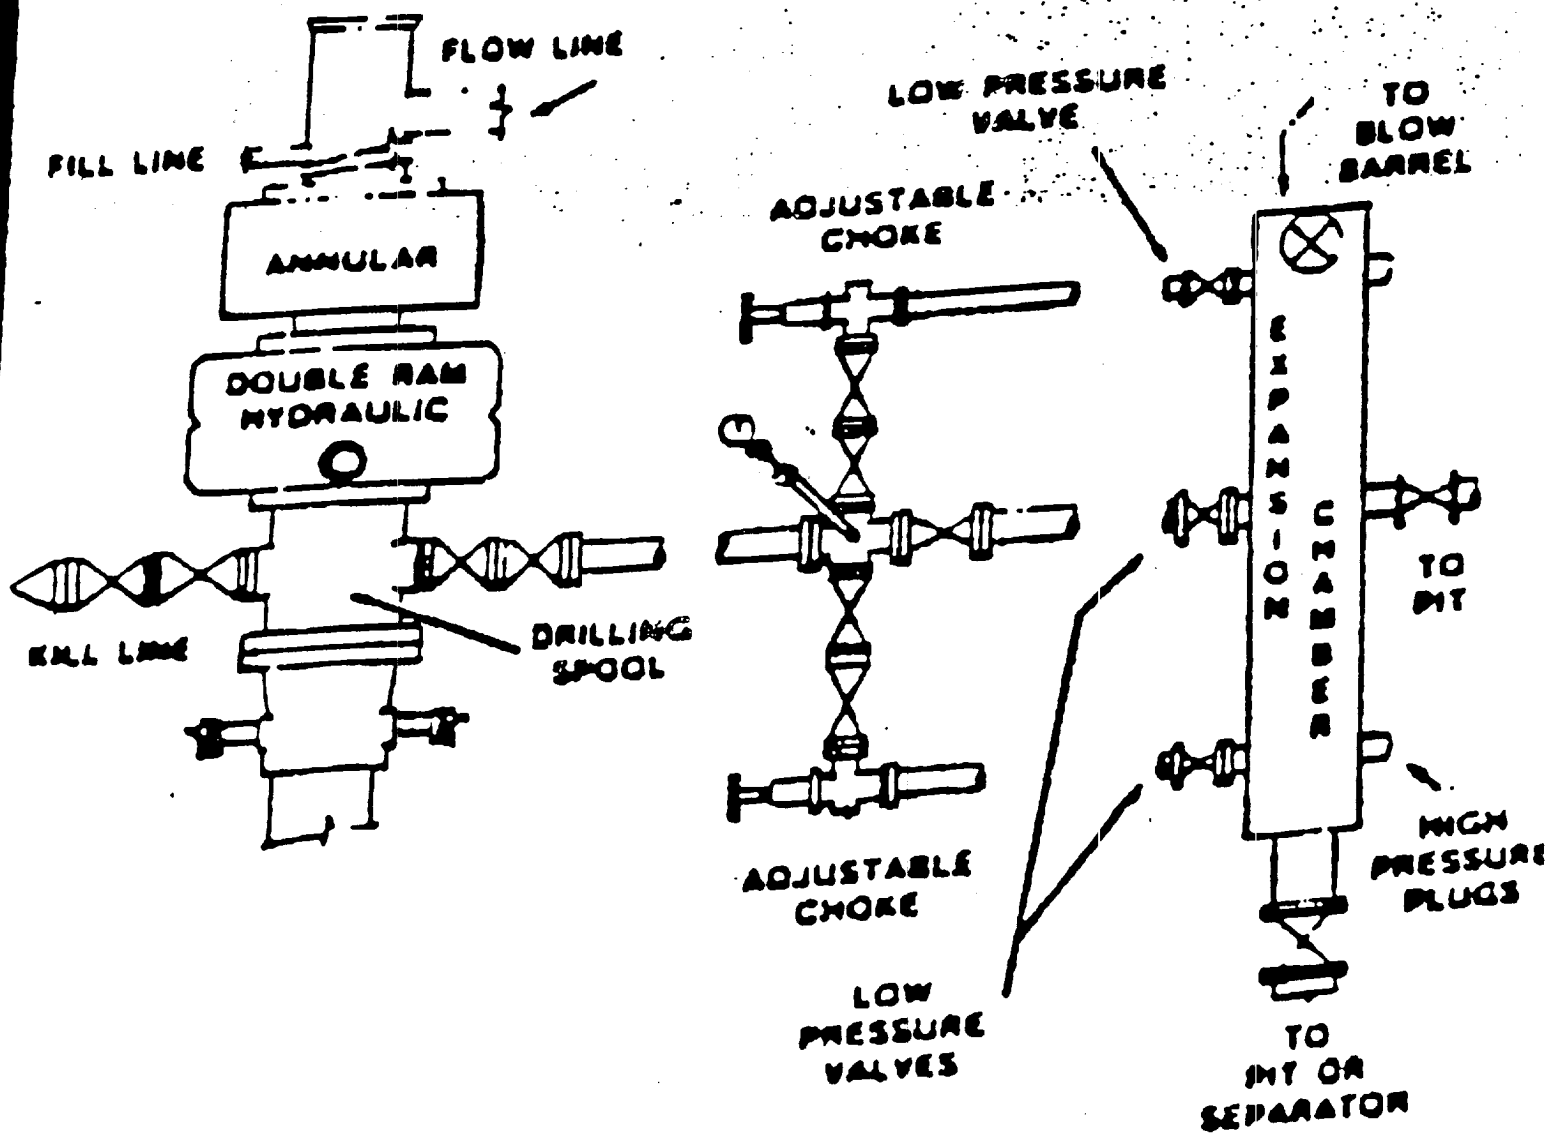 FLOW LINE
FILL LINE
ANNULAR
DOUBLE RAM
HYDRAULIC
KILL LINE
DRILLING
SPOOL
ADJUSTABLE
CHOKE
ADJUSTABLE
CHOKE
LOW PRESSURE
VALVE
LOW
PRESSURE
VALVES
TO
BLOW
BARREL
EXPANSION
CHAMBER
TO
PIT
HIGH
PRESSURE
PLUGS
TO
PIT OR
SEPARATOR